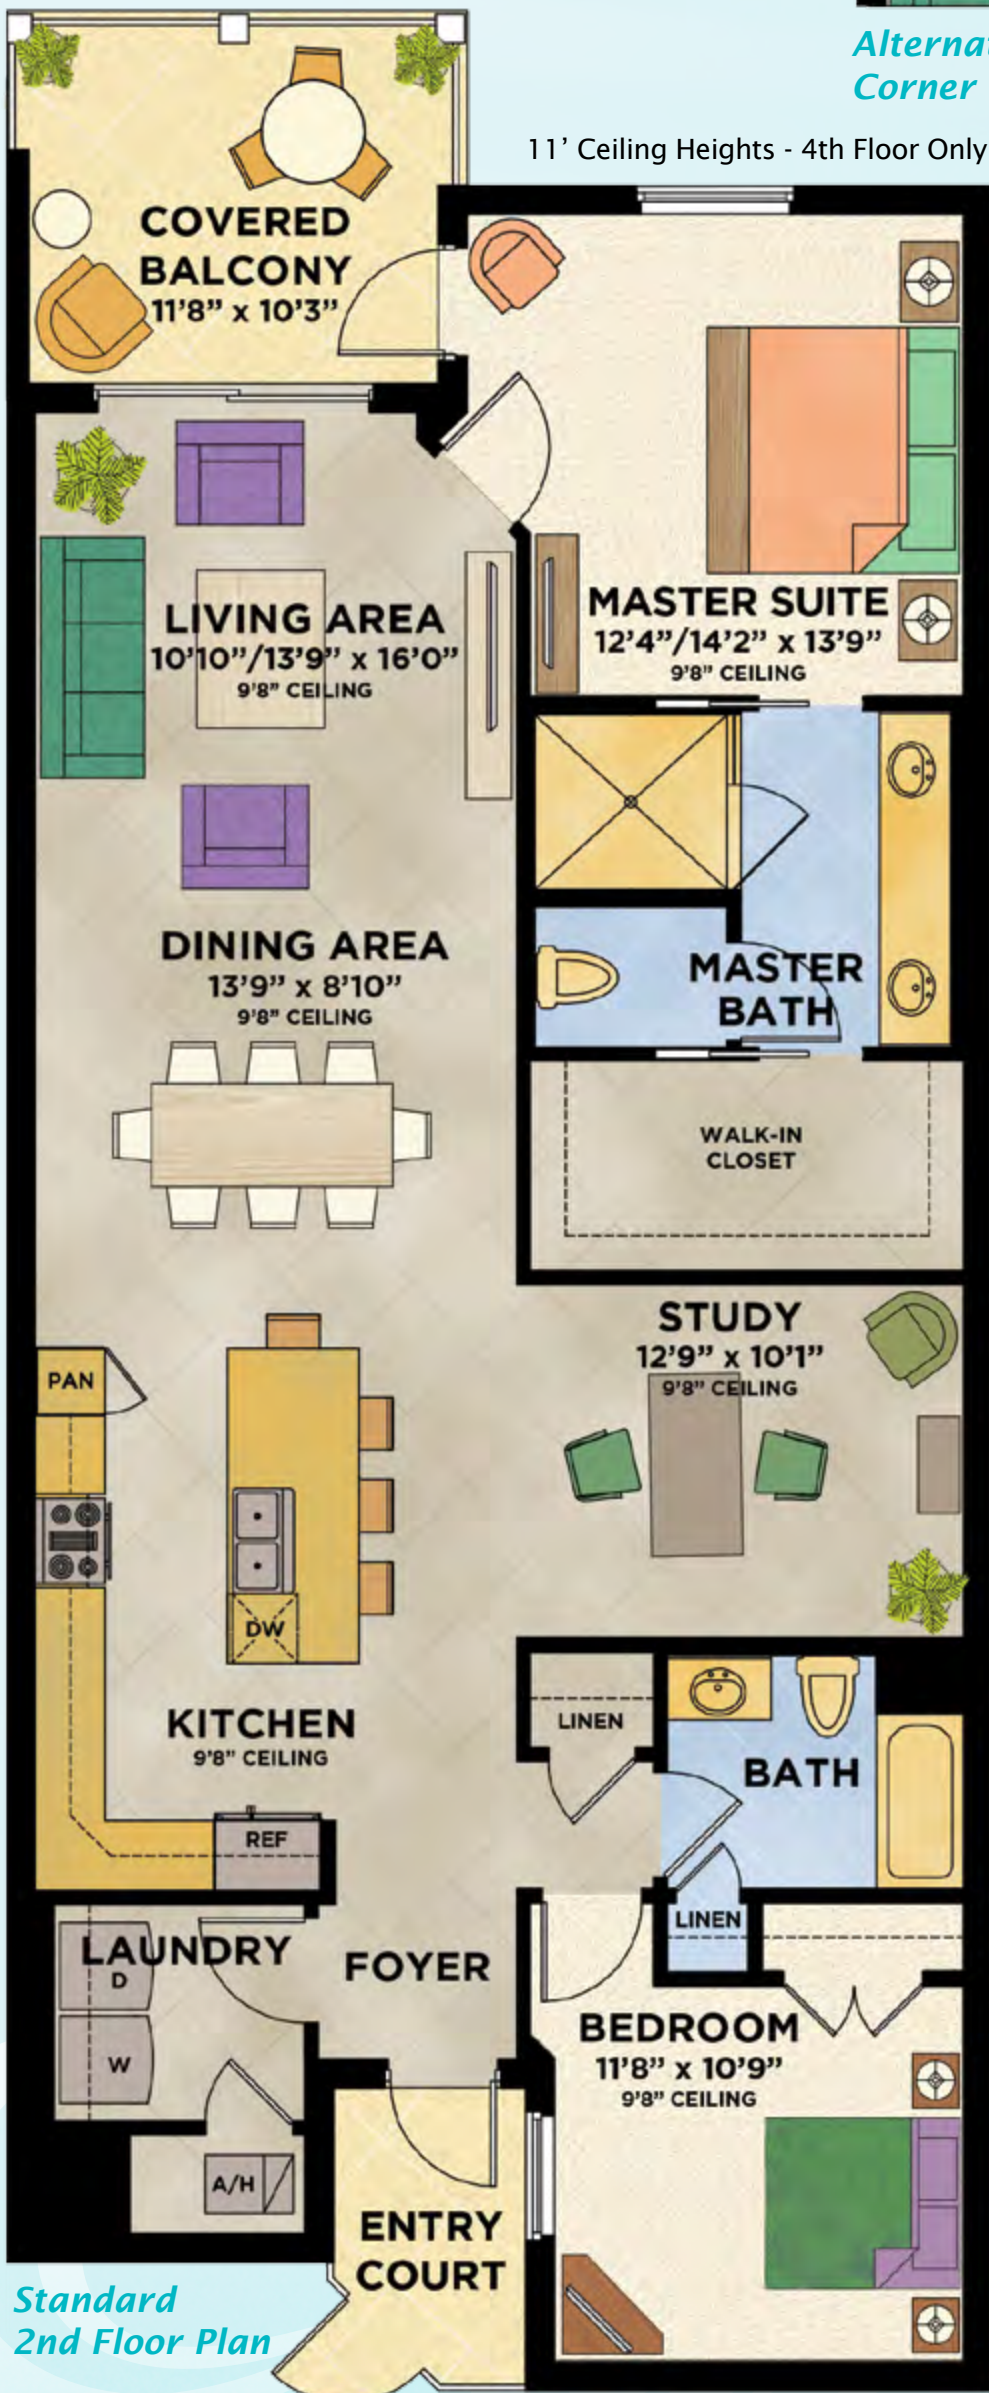 Corner
11’ Ceiling Heights - 4th Floor Only
COVERED
BALCONY
11’8” x 10’3”
LIVING AREA
10’10”/13’9” x 16’0”
9’8” CEILING
MASTER SUITE
12’4”/14’2” x 13’9”
9’8” CEILING
DINING AREA
13’9” x 8’10”
9’8” CEILING
MASTER
BATH
WALK-IN
CLOSET
STUDY
12’9” x 10’1”
9’8” CEILING
PAN
DW
KITCHEN
9’8” CEILING
REF
LINEN
BATH
LINEN
LAUNDRY
D
W
FOYER
A/H
BEDROOM
11’8” x 10’9”
9’8” CEILING
ENTRY
COURT
Standard
2nd Floor Plan